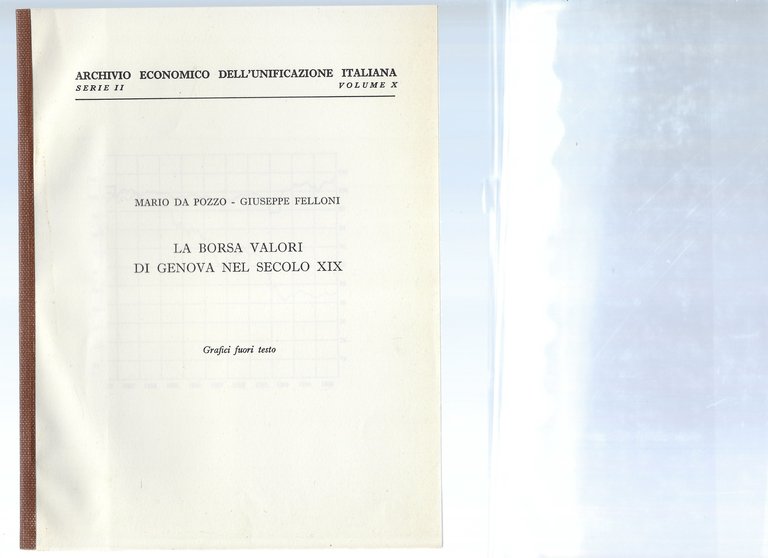 ARCHIVIO ECONOMICO DELL'UNIFICAZIONE ITALIANA
SERIE II VOLUME X
MARIO DA POZZO - GIUSEPPE FELLONI
LA BORSA VALORI
DI GENOVA NEL SECOLO XIX
Grafici fuori testo